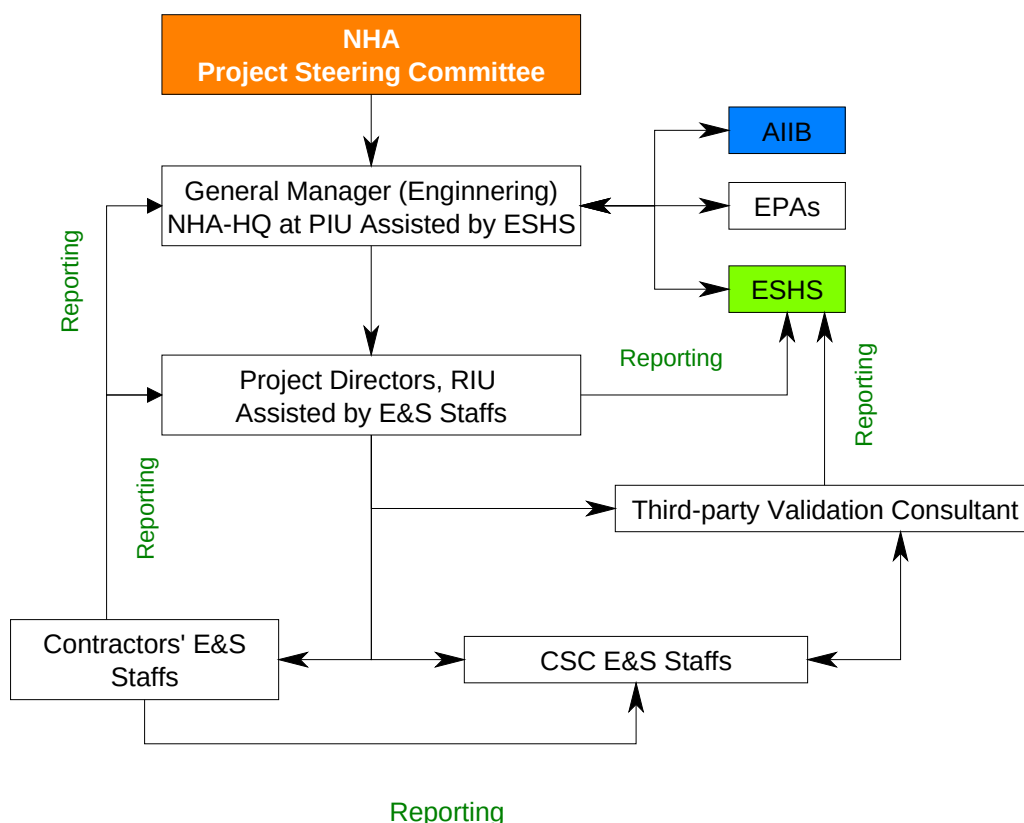 NHA
Project Steering Committee
AIIB
General Manager (Enginnering)
NHA-HQ at PIU Assisted by ESHS
EPAs
Reporting
ESHS
Reporting
Project Directors, RIU
Assisted by E&S Staffs
Reporting
Reporting
Third-party Validation Consultant
Contractors' E&S
Staffs
CSC E&S Staffs
Reporting